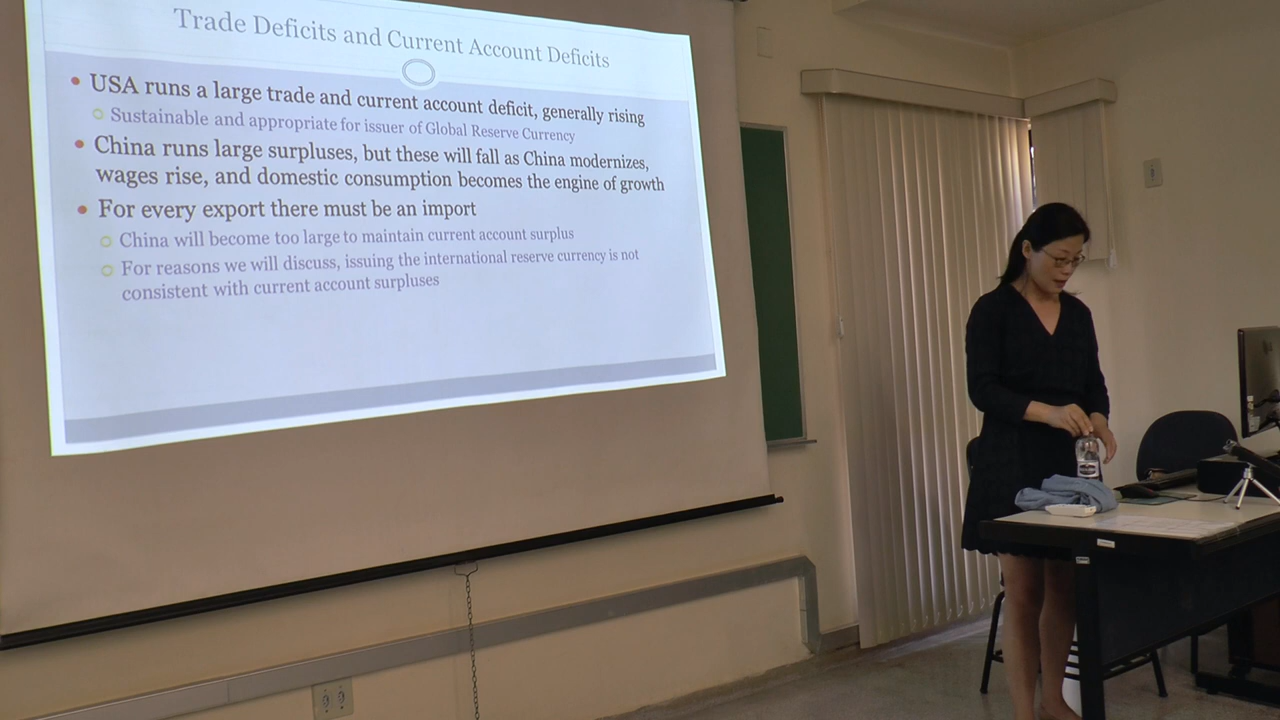 Trade Deficits and Current Account Deficits
USA runs a large trade and current account deficit, generally rising
Sustainable and appropriate for issuer of Global Reserve Currency
China runs large surpluses, but these will fall as China modernizes,
wages rise, and domestic consumption becomes the engine of growth
For every export there must be an import
China will become too large to maintain current account surplus
For reasons we will discuss, issuing the international reserve currency is not
consistent with current account surpluses